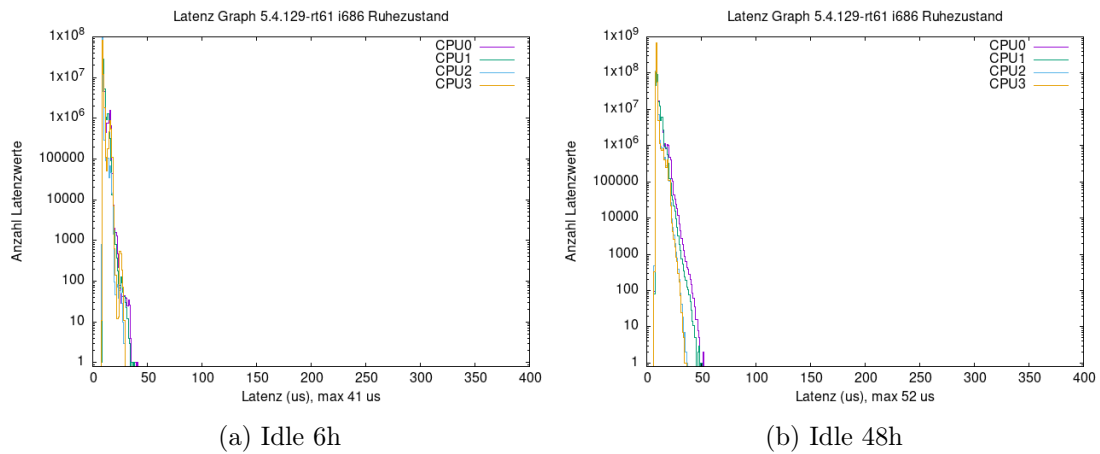 Latenz Graph 5.4.129-rt61 i686 Ruhezustand
1x10^8
1x10^7
1x10^6
100000
10000
1000
100
10
1
Anzahl Latenzwerte
CPU0
CPU1
CPU2
CPU3
0 50 100 150 200 250 300 350 400
Latenz (us), max 41 us
(a) Idle 6h
Latenz Graph 5.4.129-rt61 i686 Ruhezustand
1x10^9
1x10^8
1x10^7
1x10^6
100000
10000
1000
100
10
1
Anzahl Latenzwerte
CPU0
CPU1
CPU2
CPU3
0 50 100 150 200 250 300 350 400
Latenz (us), max 52 us
(b) Idle 48h